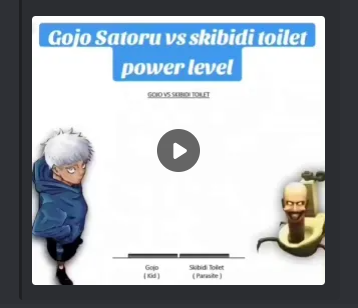 Gojo Satoru vs skibidi toilet
power level
GOJO VS SKIBIDI TOILET
Gojo
( Kid )
Skibidi Toilet
( Parasite )